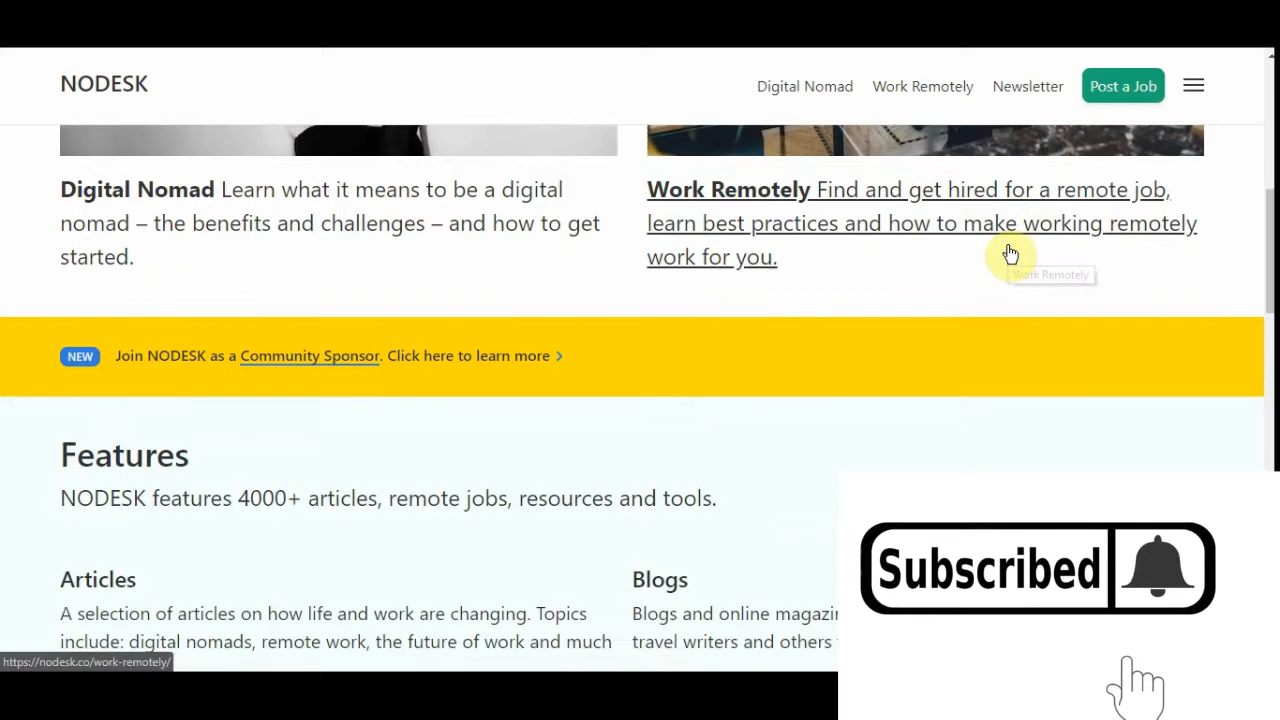 NODESK
Digital Nomad
Work Remotely
Newsletter
Post a Job
Digital Nomad Learn what it means to be a digital
nomad – the benefits and challenges – and how to get
started.
Work Remotely Find and get hired for a remote job,
learn best practices and how to make working remotely
work for you.
Work Remotely
NEW
Join NODESK as a Community Sponsor. Click here to learn more
Features
NODESK features 4000+ articles, remote jobs, resources and tools.
Articles
A selection of articles on how life and work are changing. Topics
include: digital nomads, remote work, the future of work and much
Blogs
Blogs and online magazin
travel writers and others
Subscribed
https://nodesk.co/work-remotely/